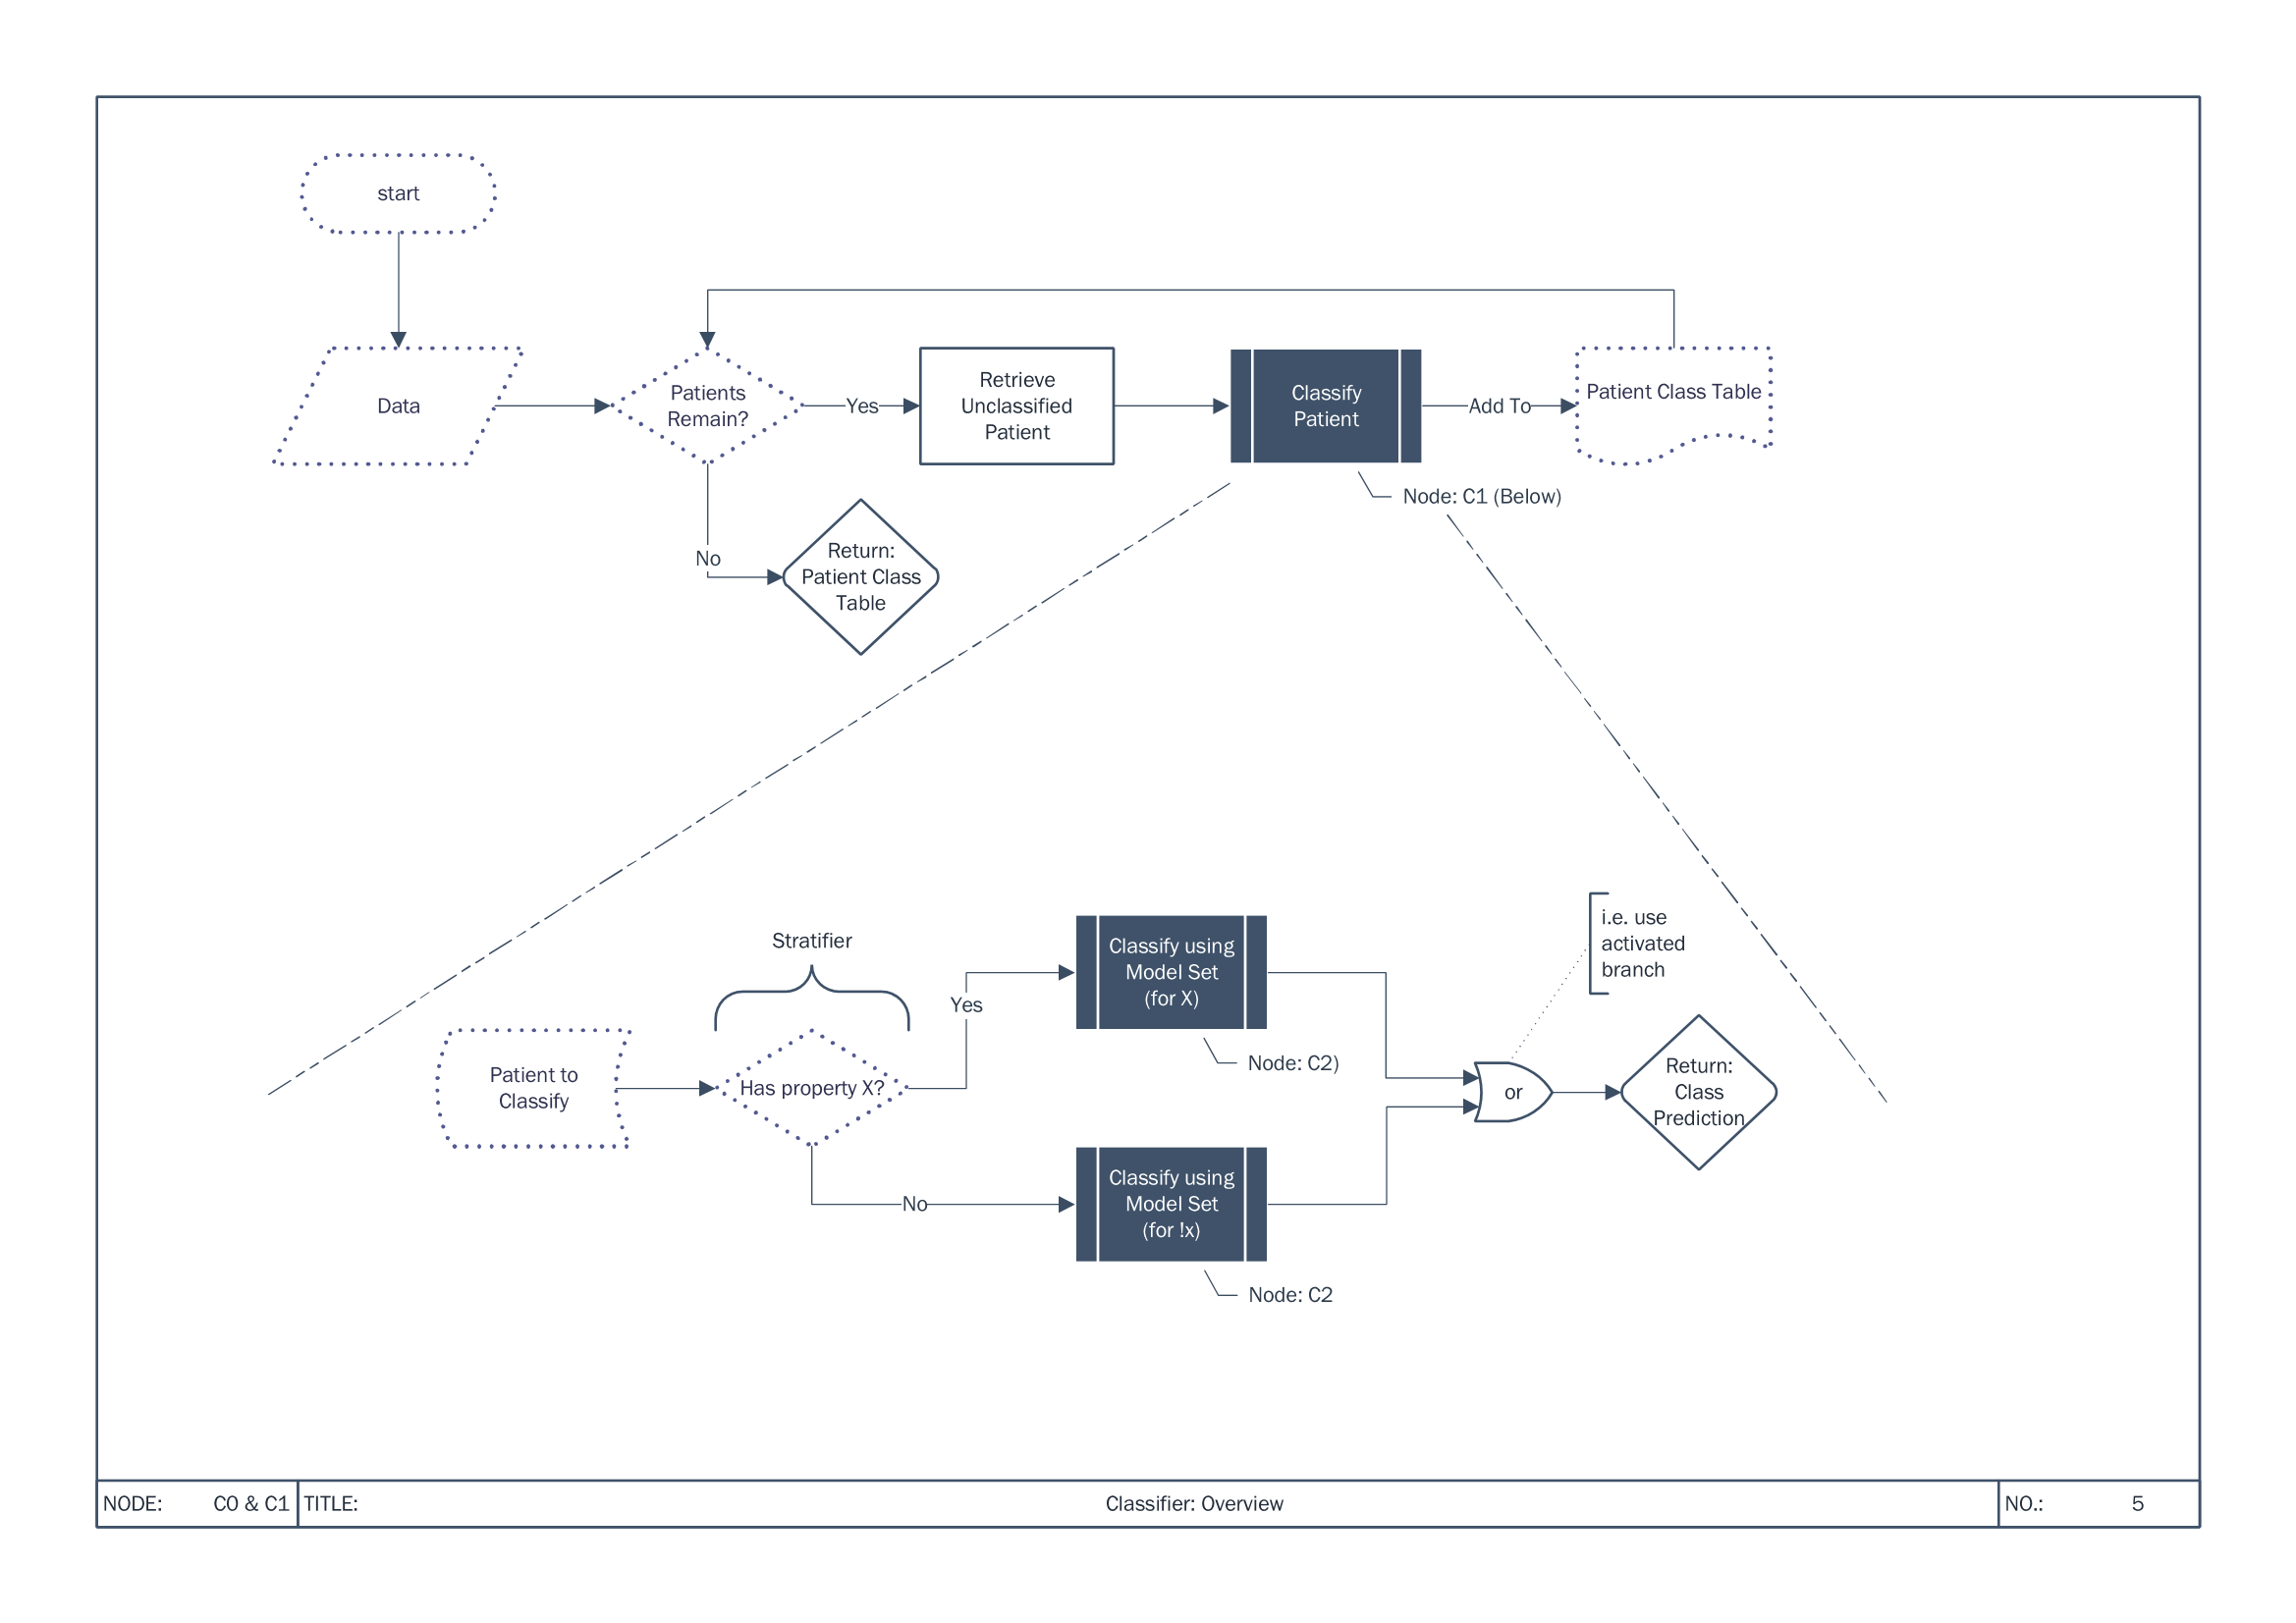 start
Data
Patients
Remain?
Yes
Retrieve
Unclassified
Patient
Classify
Patient
Add To
Patient Class Table
Node: C1 (Below)
No
Return:
Patient Class
Table
Stratifier
Patient to
Classify
Has property X?
Yes
Classify using
Model Set
(for X)
Node: C2)
No
Classify using
Model Set
(for !x)
Node: C2
i.e. use
activated
branch
or
Return:
Class
Prediction
NODE: C0 & C1 TITLE: Classifier: Overview NO.: 5